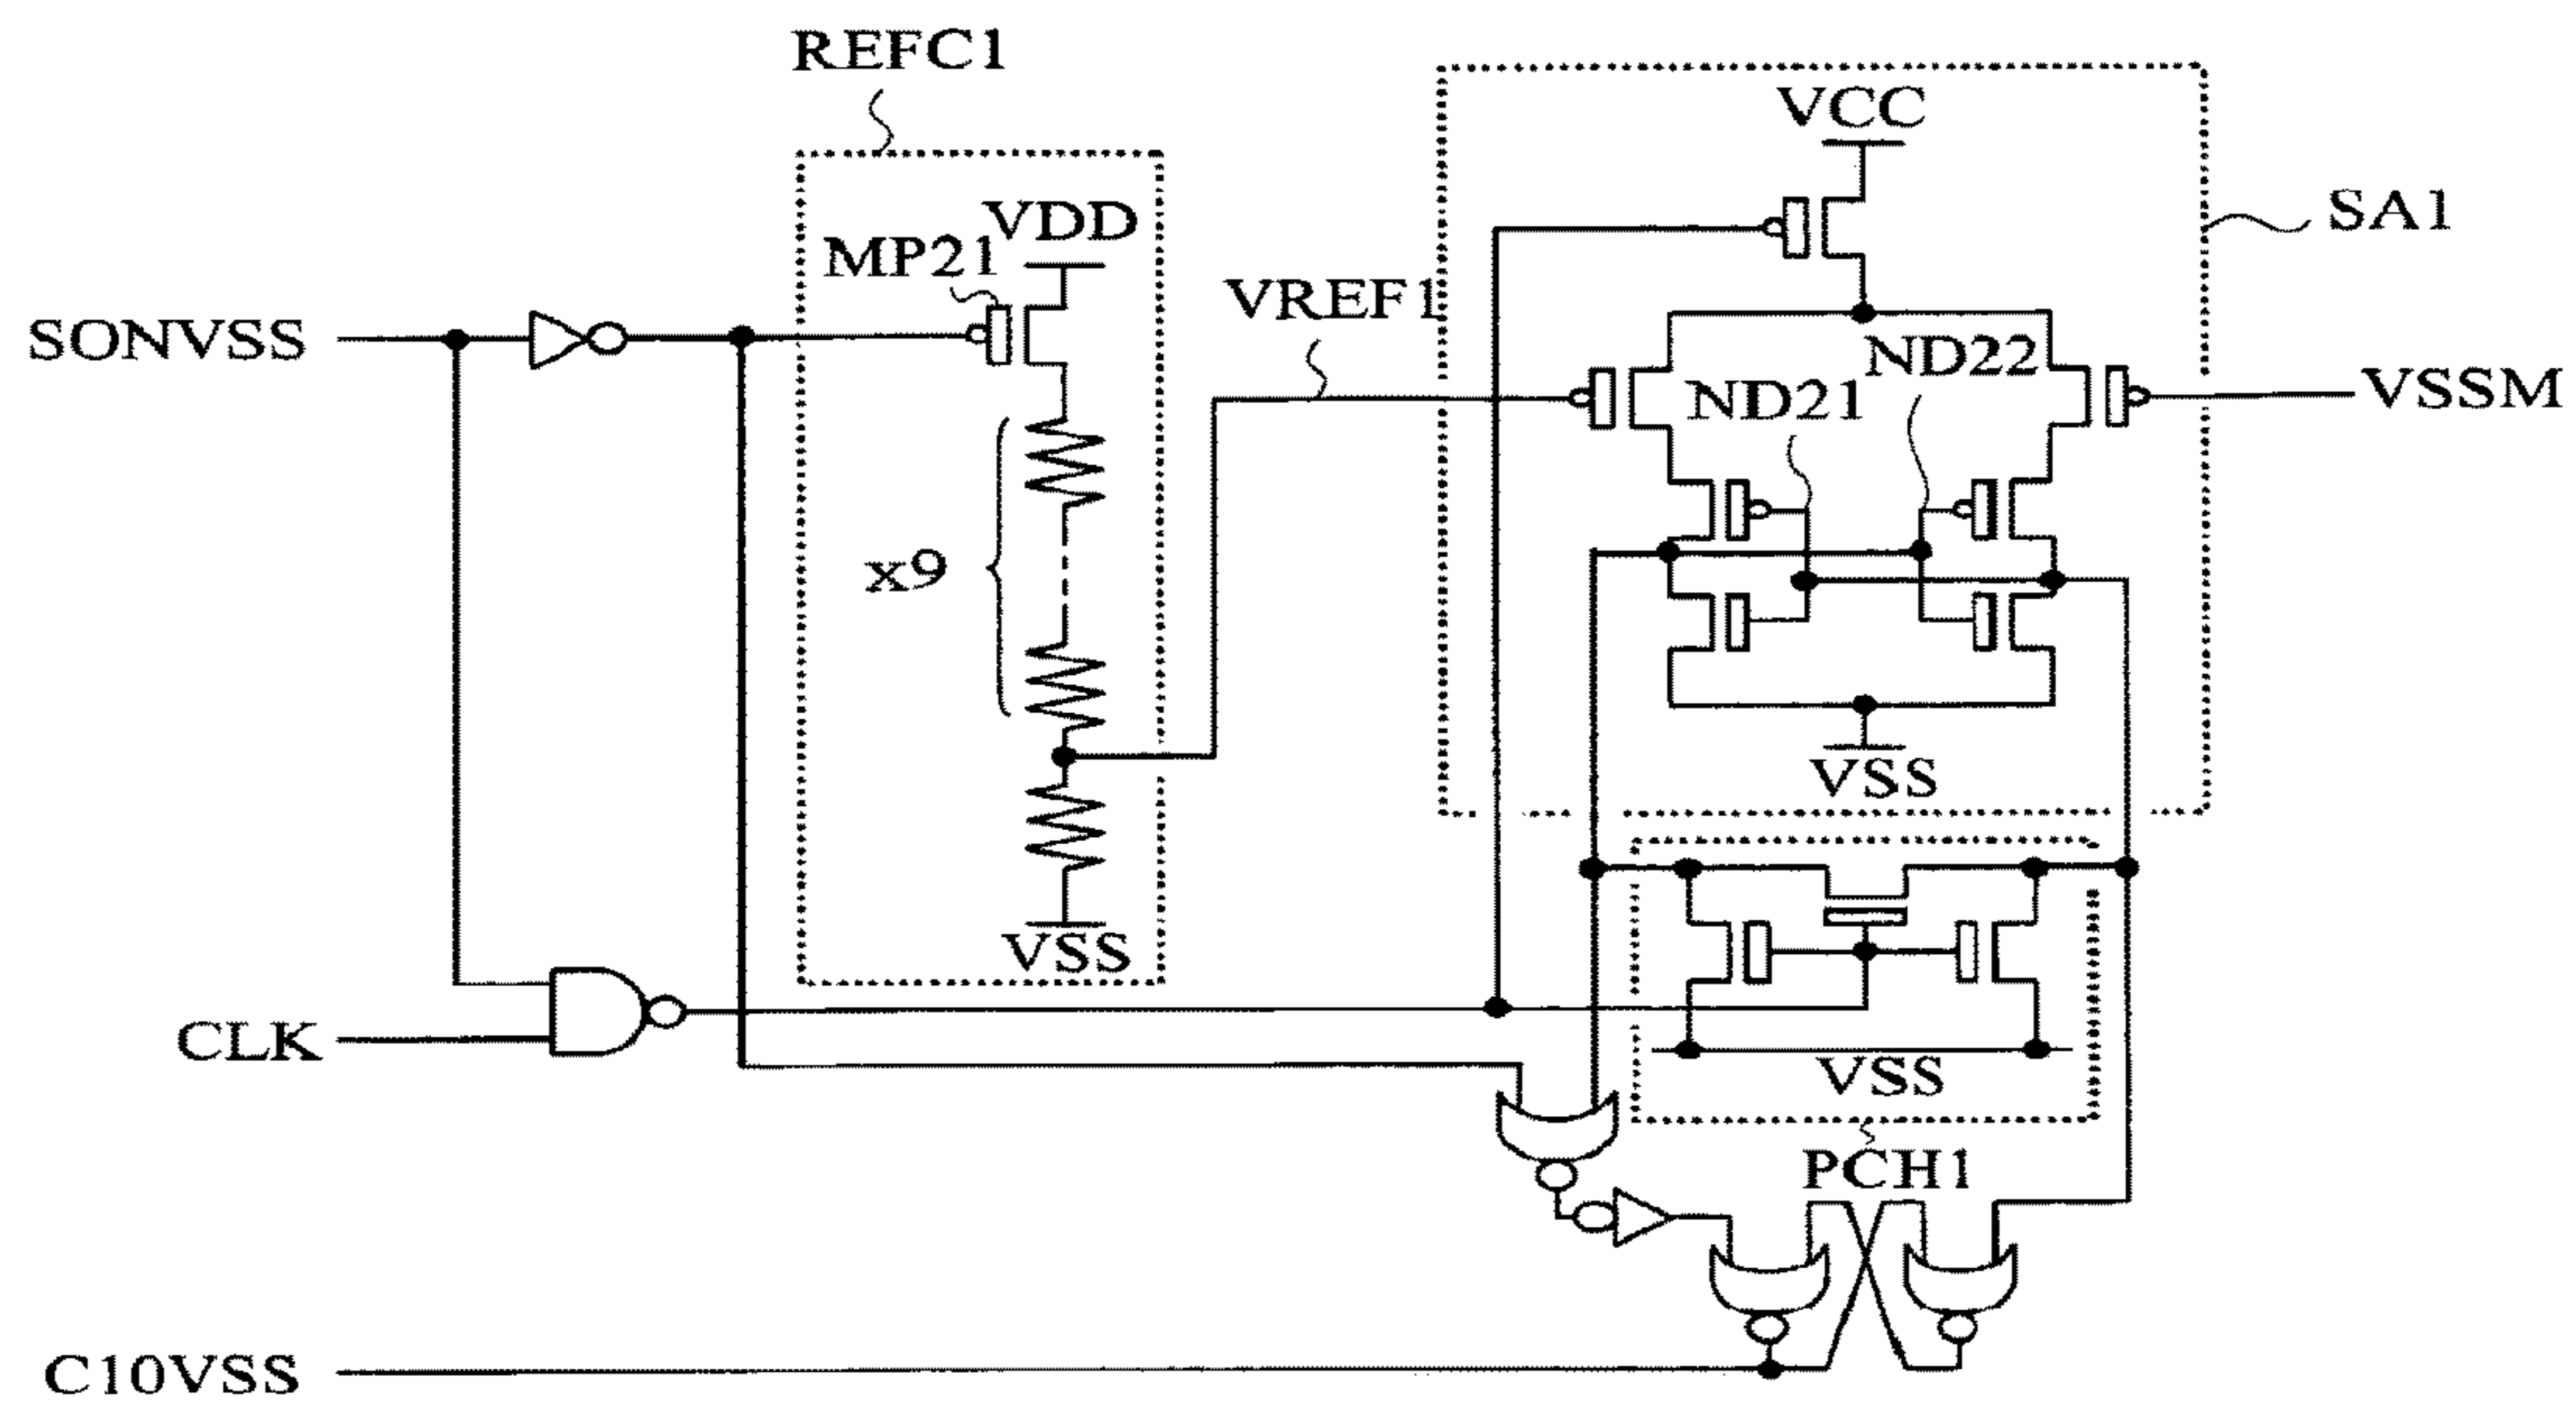 REFC1
VCC
SA1
VDD
MP21
VREF1
SONVSS
ND22
ND21
VSSM
x9
VSS
VSS
CLK
VSS
PCH1
C10VSS